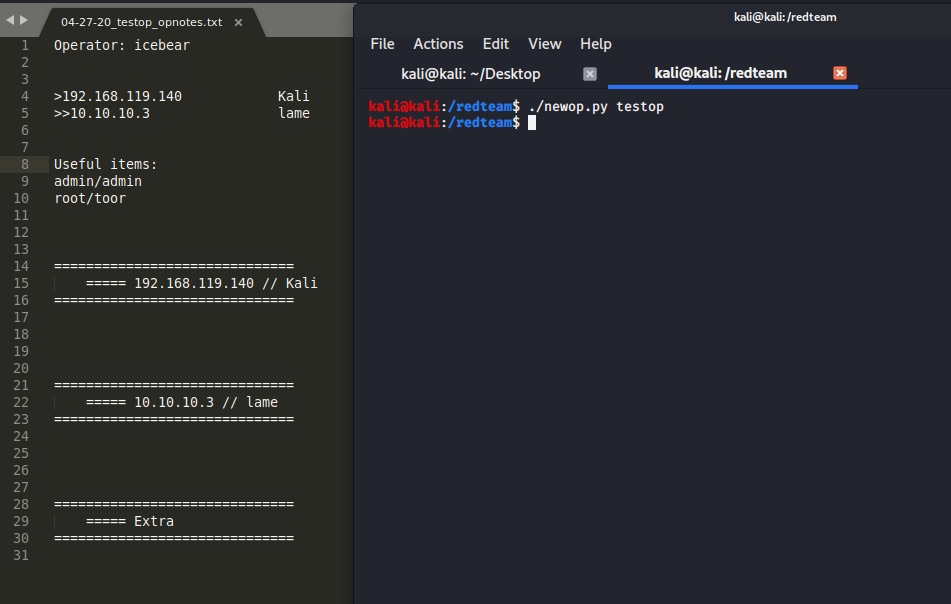 04-27-20_testop_opnotes.txt ×
1 Operator: icebear
2
3
4 >192.168.119.140 Kali
5 >>10.10.10.3 lame
6
7
8 Useful items:
9 admin/admin
10 root/toor
11
12
13
14 ==============================
15 ===== 192.168.119.140 // Kali
16 ==============================
17
18
19
20
21 ==============================
22 ===== 10.10.10.3 // lame
23 ==============================
24
25
26
27
28 ==============================
29 ===== Extra
30 ==============================
31
kali@kali: /redteam
File Actions Edit View Help
kali@kali: ~/Desktop kali@kali: /redteam
kali@kali:/redteam$ ./newop.py testop
kali@kali:/redteam$